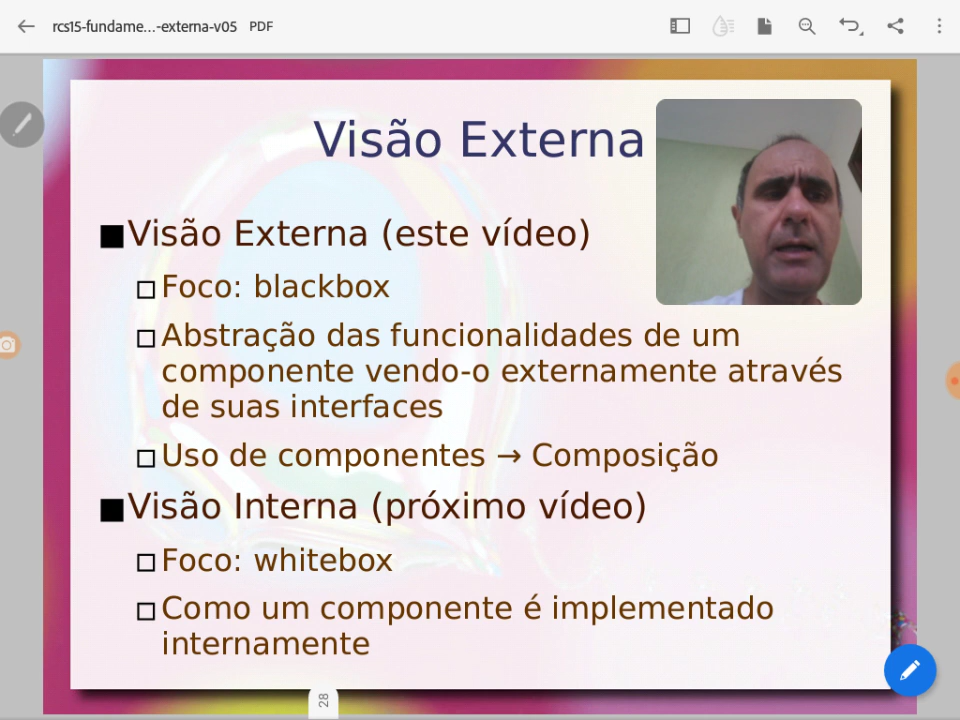 rcs15-fundame...-externa-v05 PDF
Visão Externa
Visão Externa (este vídeo)
Foco: blackbox
Abstração das funcionalidades de um
componente vendo-o externamente através
de suas interfaces
Uso de componentes → Composição
Visão Interna (próximo vídeo)
Foco: whitebox
Como um componente é implementado
internamente
28